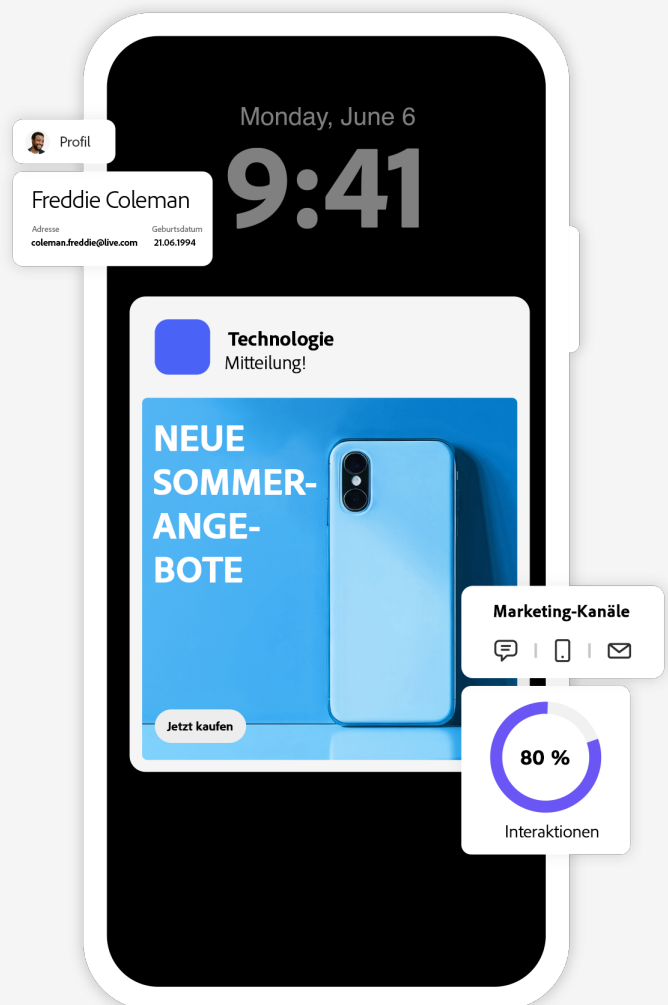 Monday, June 6
9:41
Profil
Freddie Coleman
Adresse Geburtsdatum
coleman.freddie@live.com 21.06.1994
Technologie
Mitteilung!
NEUE
SOMMER-
ANGE-
BOTE
Jetzt kaufen
Marketing-Kanäle
80 %
Interaktionen